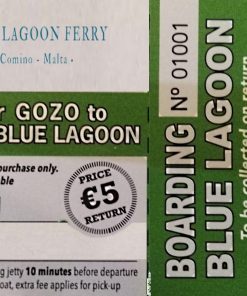 LAGOON FERRY
Comino - Malta -
GOZO to
BLUE LAGOON
purchase only.
PRICE
€5
RETURN
jetty 10 minutes before departure
oat, extra fee applies for pick-up
BOARDING Nº 01001
BLUE LAGOON
To be collected on return